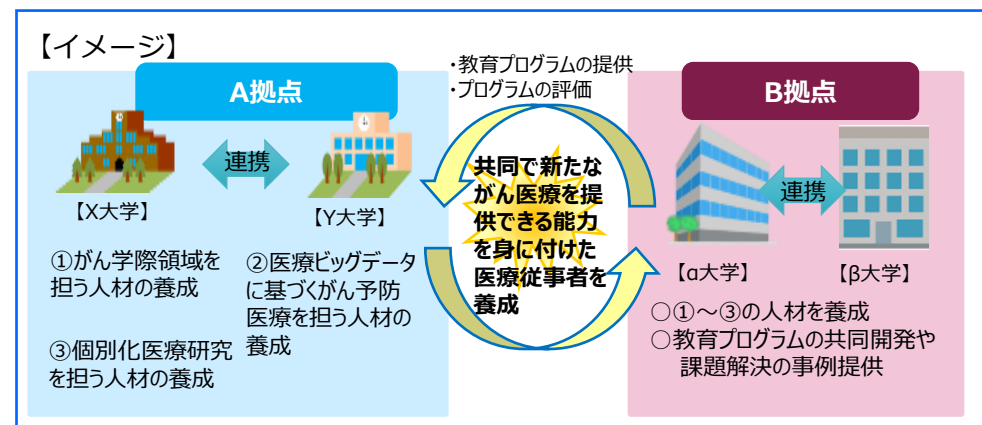 【イメージ】
A拠点
連携
【X大学】
【Y大学】
①がん学際領域を
担う人材の養成
②医療ビッグデータ
に基づくがん予防
医療を担う人材の
養成
③個別化医療研究
を担う人材の養成
・教育プログラムの提供
・プログラムの評価
共同で新たな
がん医療を提
供できる能力
を身に付けた
医療従事者を
養成
B拠点
連携
【α大学】
【β大学】
○①～③の人材を養成
○教育プログラムの共同開発や
課題解決の事例提供